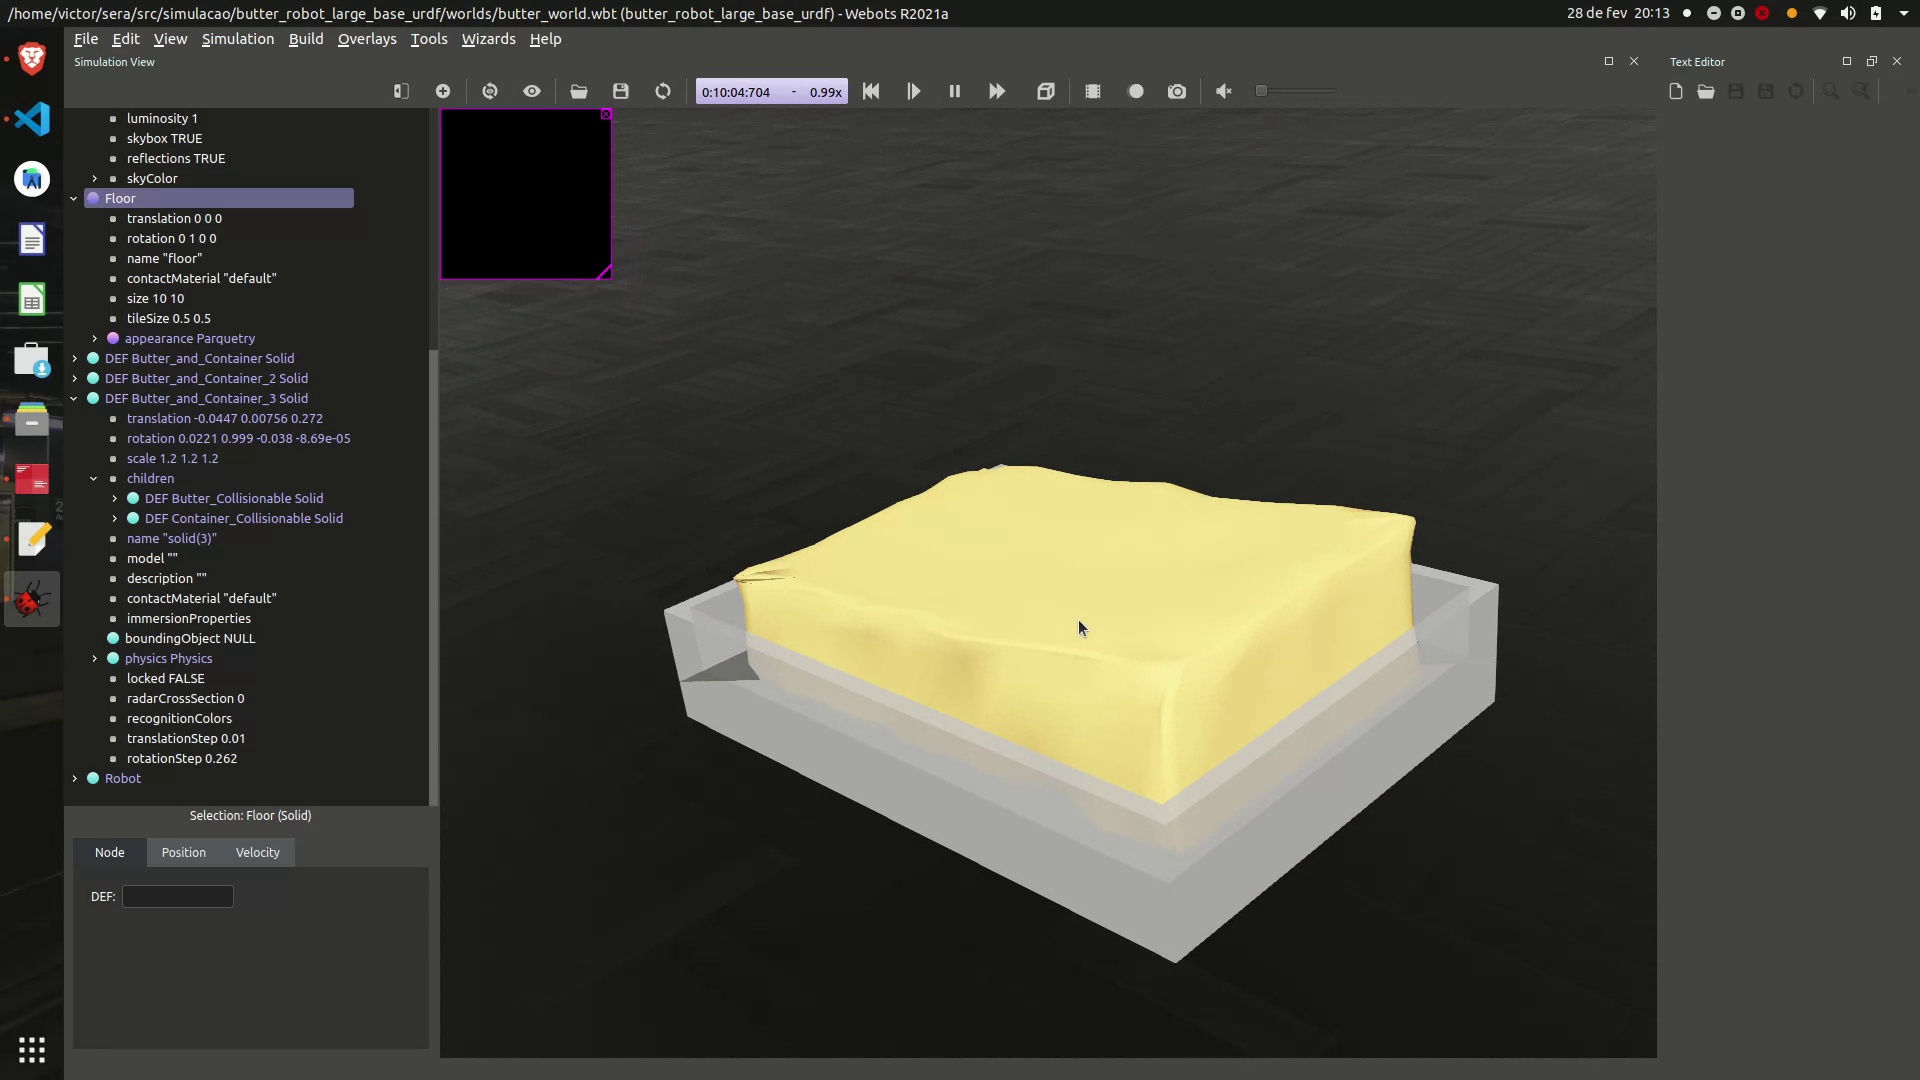 /home/victor/sera/src/simulacao/butter_robot_large_base_urdf/worlds/butter_world.wbt (butter_robot_large_base_urdf) - Webots R2021a
28 de fev 20:13
File Edit View Simulation Build Overlays Tools Wizards Help
Simulation View
Text Editor
0:10:04:704 - 0.99x
luminosity 1
skybox TRUE
reflections TRUE
skyColor
Floor
translation 0 0 0
rotation 0 1 0 0
name "floor"
contactMaterial "default"
size 10 10
tileSize 0.5 0.5
appearance Parquetry
DEF Butter_and_Container Solid
DEF Butter_and_Container_2 Solid
DEF Butter_and_Container_3 Solid
translation -0.0447 0.00756 0.272
rotation 0.0221 0.999 -0.038 -8.69e-05
scale 1.2 1.2 1.2
children
DEF Butter_Collisionable Solid
DEF Container_Collisionable Solid
name "solid(3)"
model ""
description ""
contactMaterial "default"
immersionProperties
boundingObject NULL
physics Physics
locked FALSE
radarCrossSection 0
recognitionColors
translationStep 0.01
rotationStep 0.262
Robot
Selection: Floor (Solid)
Node Position Velocity
DEF: